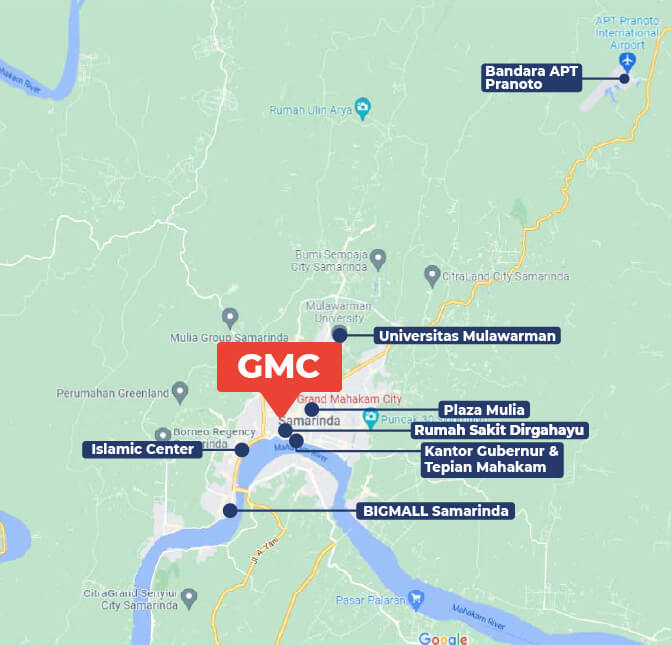 APT Pranoto
International
Airport
Bandara APT
Pranoto
Mahakam River
Rumah Ulin Arya
Bumi Sempaja
City Samarinda
CitraLand City Samarinda
Mulawarman
University
Universitas Mulawarman
Mulia Group Samarinda
GMC
Perumahan Greenland
Grand Mahakam City
Plaza Mulia
Samarinda
Puncak
Rumah Sakit Dirgahayu
Borneo Regency
Islamic Center
Kantor Gubernur &
Tepian Mahakam
River
BIGMALL Samarinda
Jl. A. Yani
CitraGrand Senyiur
City Samarinda
Pasar Palaran
Mahakam River
Google